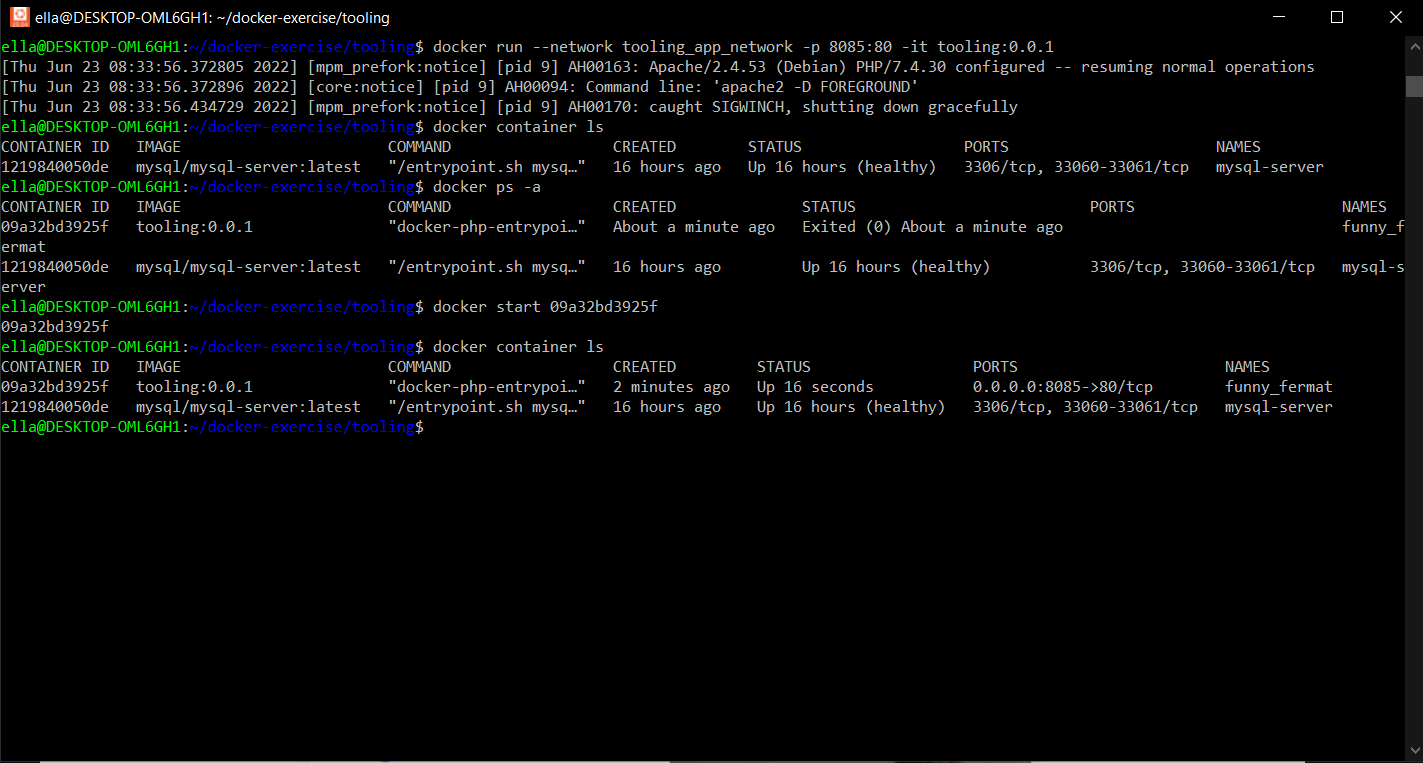 ella@DESKTOP-OML6GH1: ~/docker-exercise/tooling
ella@DESKTOP-OML6GH1:~/docker-exercise/tooling$ docker run --network tooling_app_network -p 8085:80 -it tooling:0.0.1
[Thu Jun 23 08:33:56.372805 2022] [mpm_prefork:notice] [pid 9] AH00163: Apache/2.4.53 (Debian) PHP/7.4.30 configured -- resuming normal operations
[Thu Jun 23 08:33:56.372896 2022] [core:notice] [pid 9] AH00094: Command line: 'apache2 -D FOREGROUND'
[Thu Jun 23 08:33:56.434729 2022] [mpm_prefork:notice] [pid 9] AH00170: caught SIGWINCH, shutting down gracefully
ella@DESKTOP-OML6GH1:~/docker-exercise/tooling$ docker container ls
CONTAINER ID   IMAGE                       COMMAND                  CREATED        STATUS                  PORTS                       NAMES
1219840050de   mysql/mysql-server:latest   "/entrypoint.sh mysq…"   16 hours ago   Up 16 hours (healthy)   3306/tcp, 33060-33061/tcp   mysql-server
ella@DESKTOP-OML6GH1:~/docker-exercise/tooling$ docker ps -a
CONTAINER ID   IMAGE                       COMMAND                  CREATED              STATUS                          PORTS                       NAMES
09a32bd3925f   tooling:0.0.1               "docker-php-entrypoi…"   About a minute ago   Exited (0) About a minute ago                               funny_f
ermat
1219840050de   mysql/mysql-server:latest   "/entrypoint.sh mysq…"   16 hours ago         Up 16 hours (healthy)           3306/tcp, 33060-33061/tcp   mysql-s
erver
ella@DESKTOP-OML6GH1:~/docker-exercise/tooling$ docker start 09a32bd3925f
09a32bd3925f
ella@DESKTOP-OML6GH1:~/docker-exercise/tooling$ docker container ls
CONTAINER ID   IMAGE                       COMMAND                  CREATED         STATUS                  PORTS                       NAMES
09a32bd3925f   tooling:0.0.1               "docker-php-entrypoi…"   2 minutes ago   Up 16 seconds           0.0.0.0:8085->80/tcp        funny_fermat
1219840050de   mysql/mysql-server:latest   "/entrypoint.sh mysq…"   16 hours ago    Up 16 hours (healthy)   3306/tcp, 33060-33061/tcp   mysql-server
ella@DESKTOP-OML6GH1:~/docker-exercise/tooling$